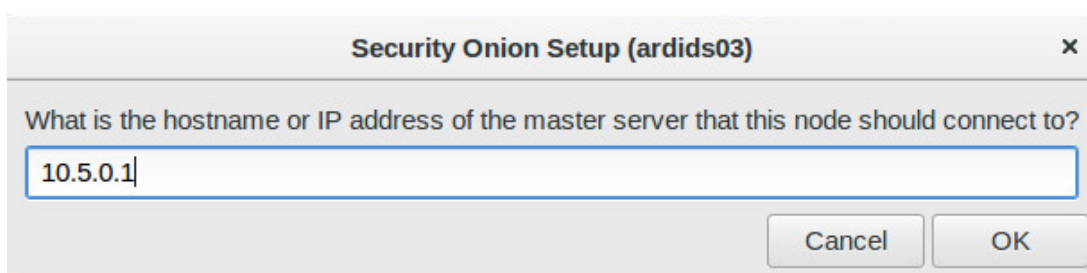 Security Onion Setup (ardids03) ×
What is the hostname or IP address of the master server that this node should connect to?
10.5.0.1
Cancel OK